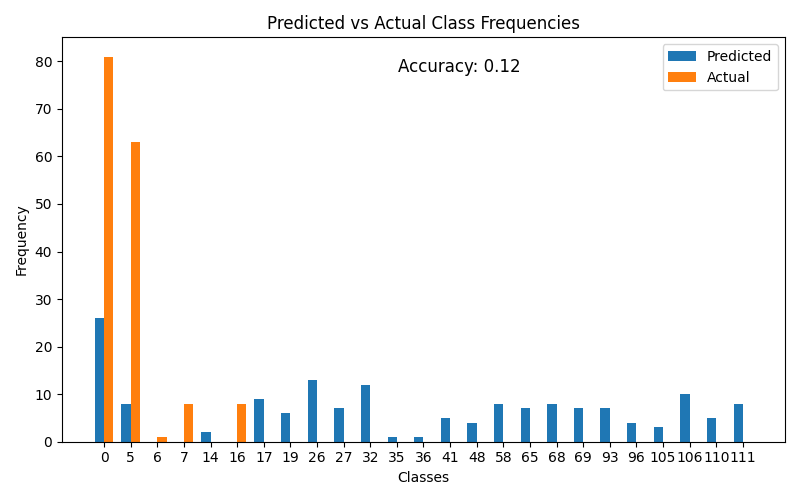 Predicted vs Actual Class Frequencies
Accuracy: 0.12
Predicted
Actual
Frequency
80
70
60
50
40
30
20
10
0
0 5 6 7 14 16 17 19 26 27 32 35 36 41 48 58 65 68 69 93 96 105 106 110 111
Classes